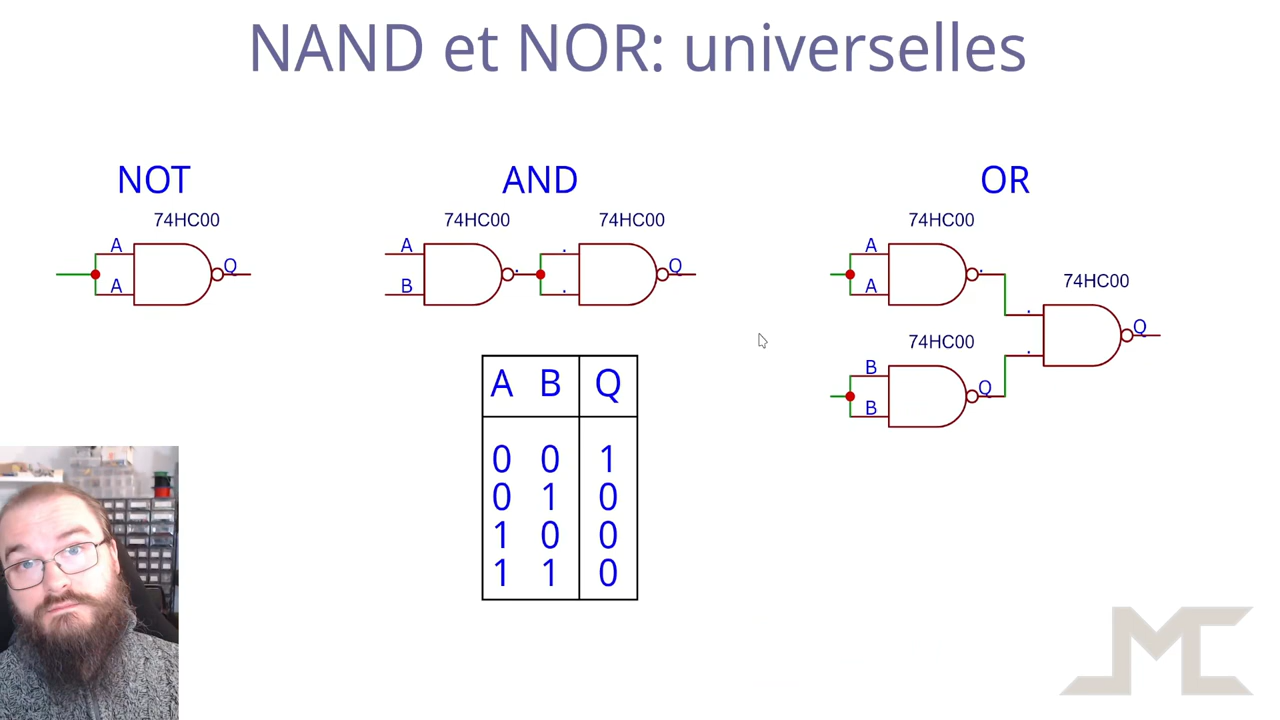 NAND et NOR: universelles
NOT
AND
OR
74HC00
A
A
Q
74HC00
74HC00
A
B
Q
74HC00
A
A
74HC00
Q
74HC00
B
B
Q
A B Q
0 0 1
0 1 0
1 0 0
1 1 0
MC